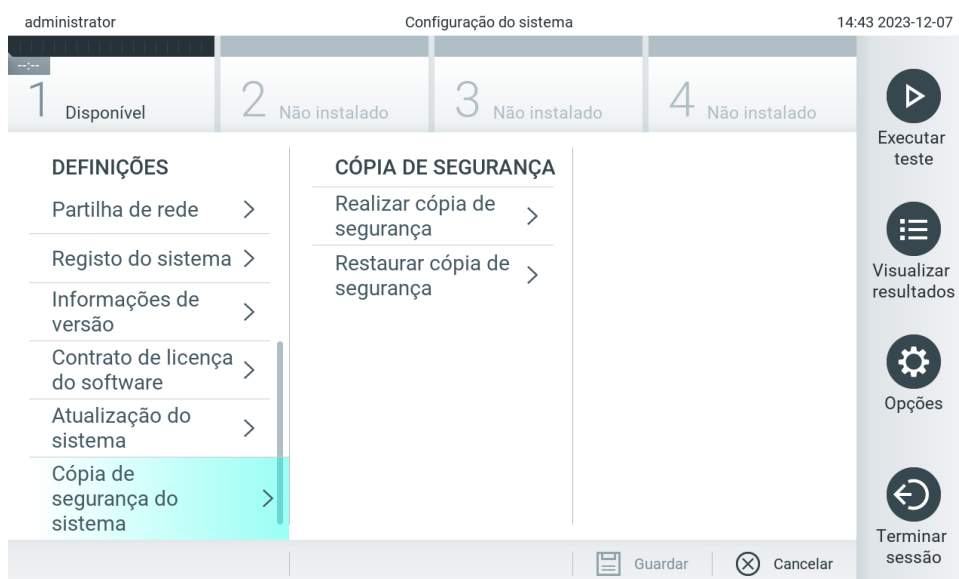 administrator
Configuração do sistema
14:43 2023-12-07
--:--
1 Disponível
2 Não instalado
3 Não instalado
4 Não instalado
DEFINIÇÕES
Partilha de rede
Registo do sistema
Informações de
versão
Contrato de licença
do software
Atualização do
sistema
Cópia de
segurança do
sistema
CÓPIA DE SEGURANÇA
Realizar cópia de
segurança
Restaurar cópia de
segurança
Executar
teste
Visualizar
resultados
Opções
Terminar
sessão
Guardar
Cancelar